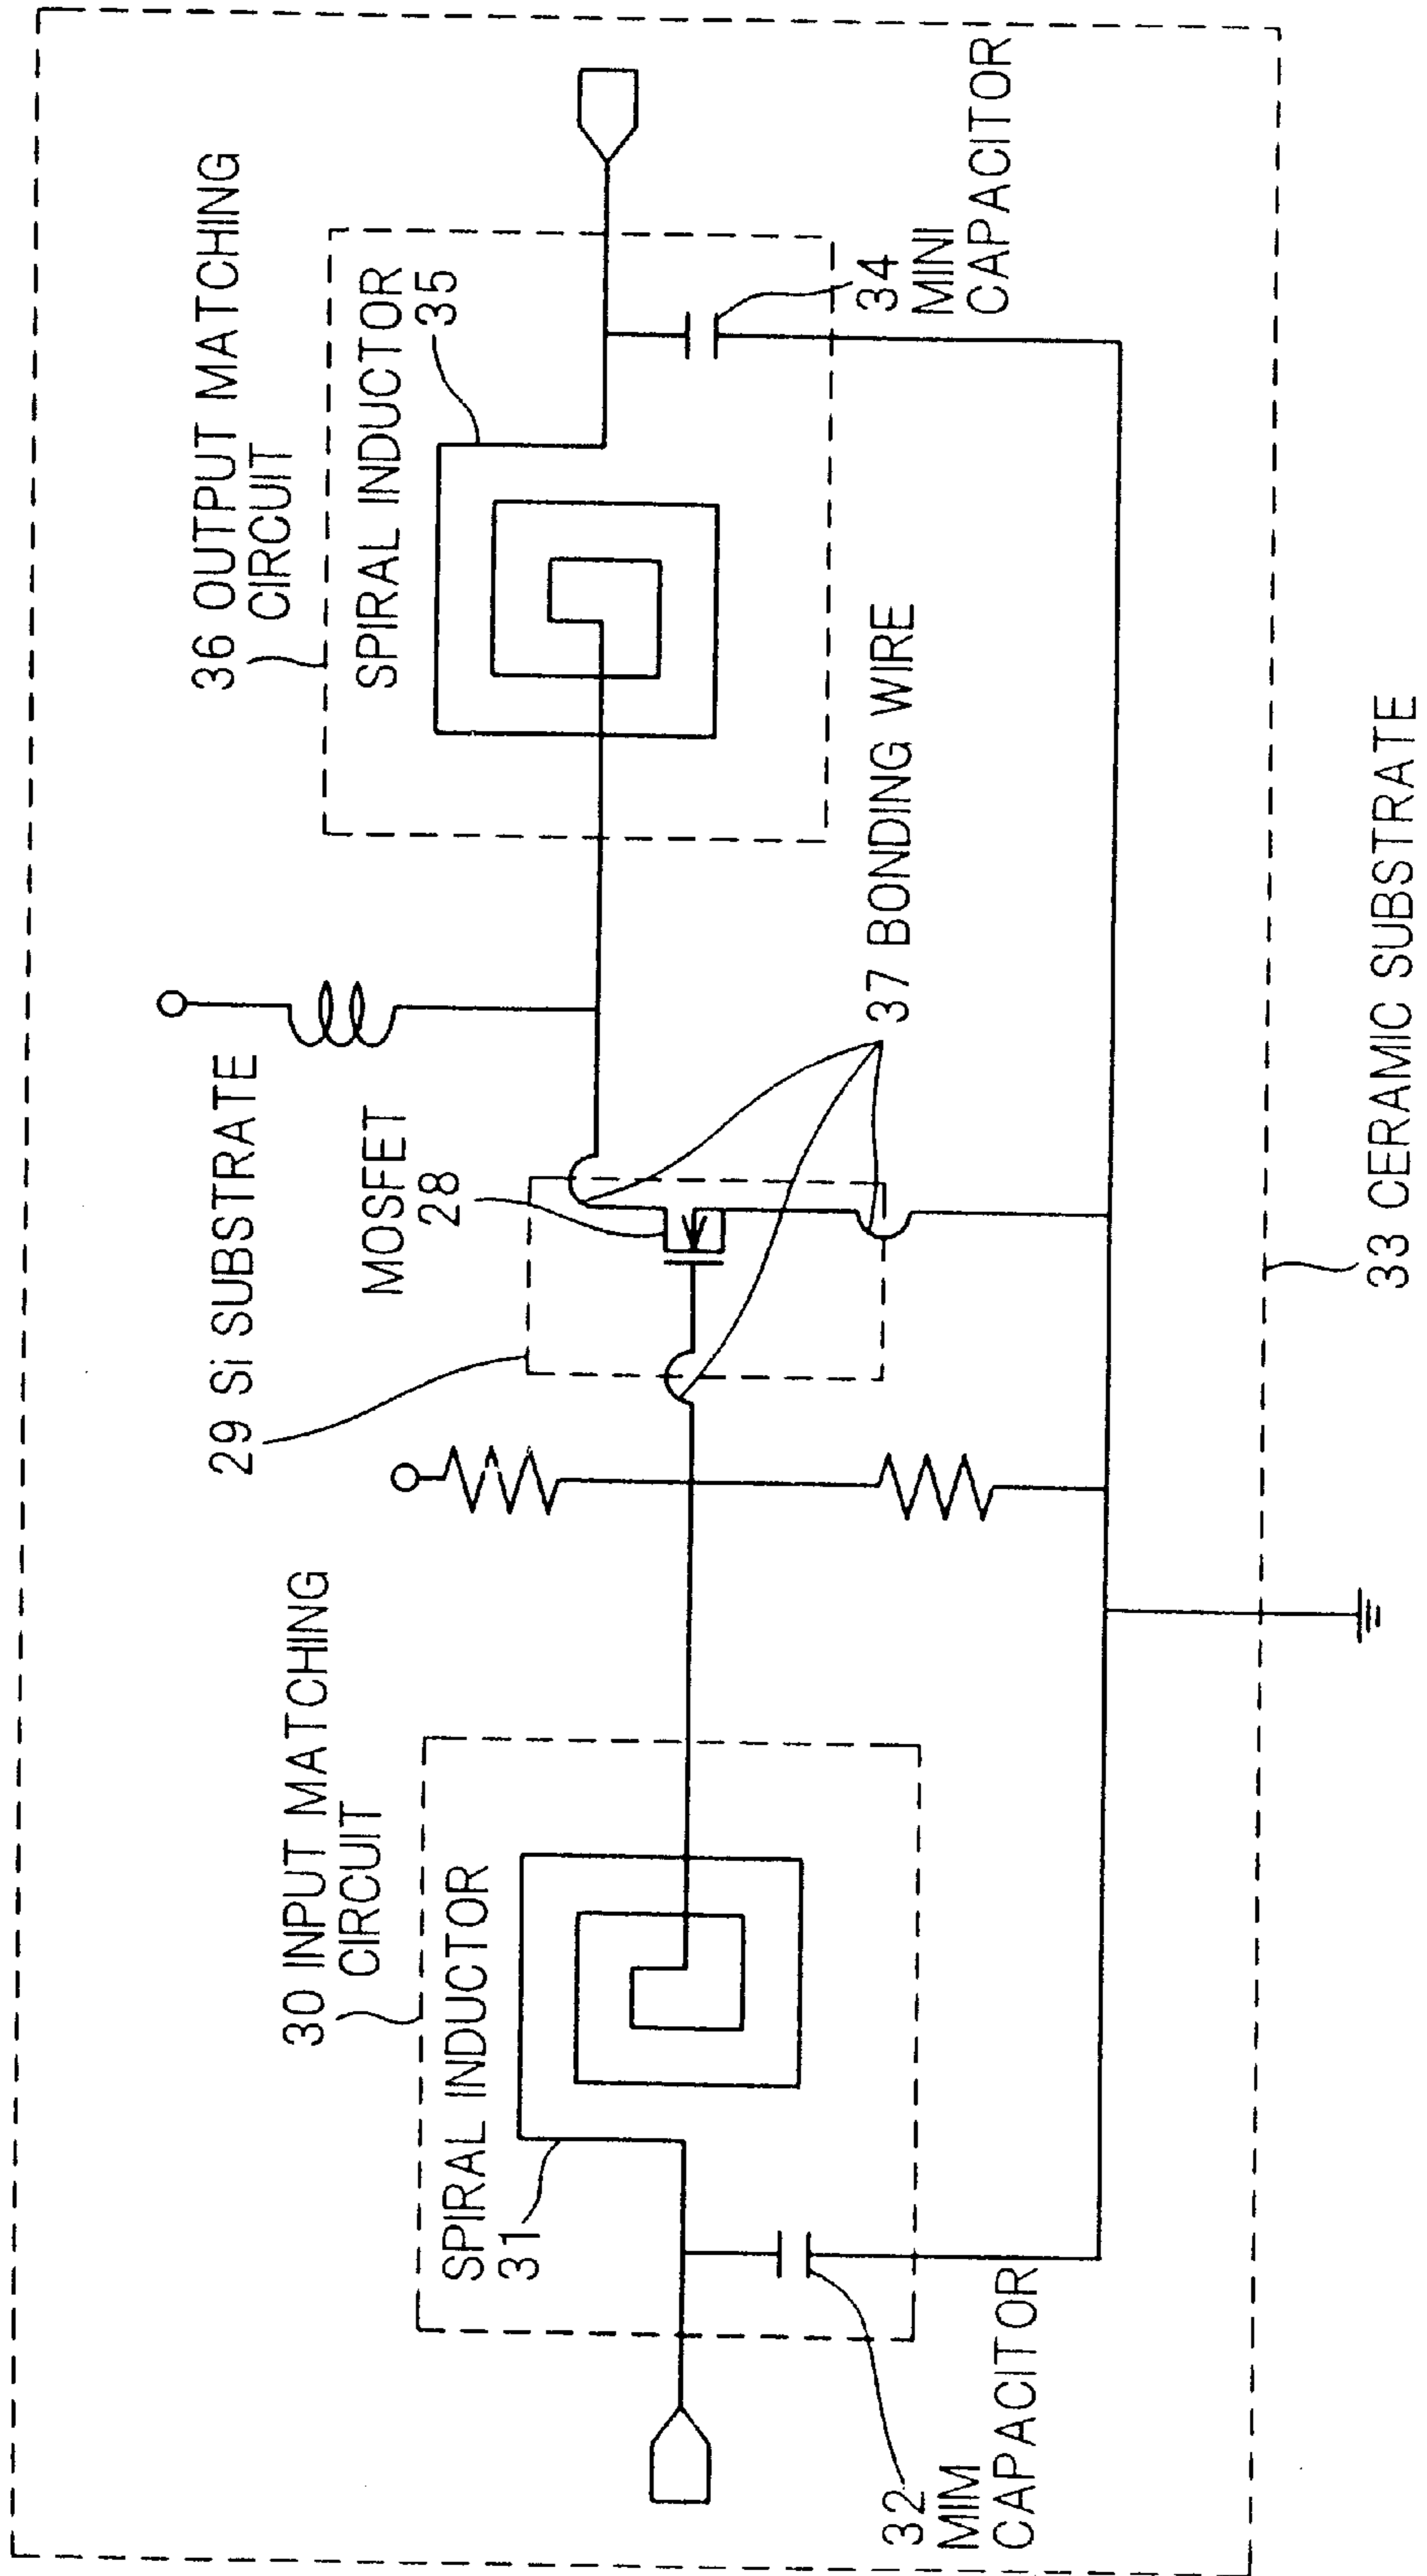 36 OUTPUT MATCHING
CIRCUIT
SPIRAL INDUCTOR
35
34
MINI
CAPACITOR
29 Si SUBSTRATE
MOSFET
28
37 BONDING WIRE
30 INPUT MATCHING
CIRCUIT
SPIRAL INDUCTOR
31
32
MIM
CAPACITOR
33 CERAMIC SUBSTRATE